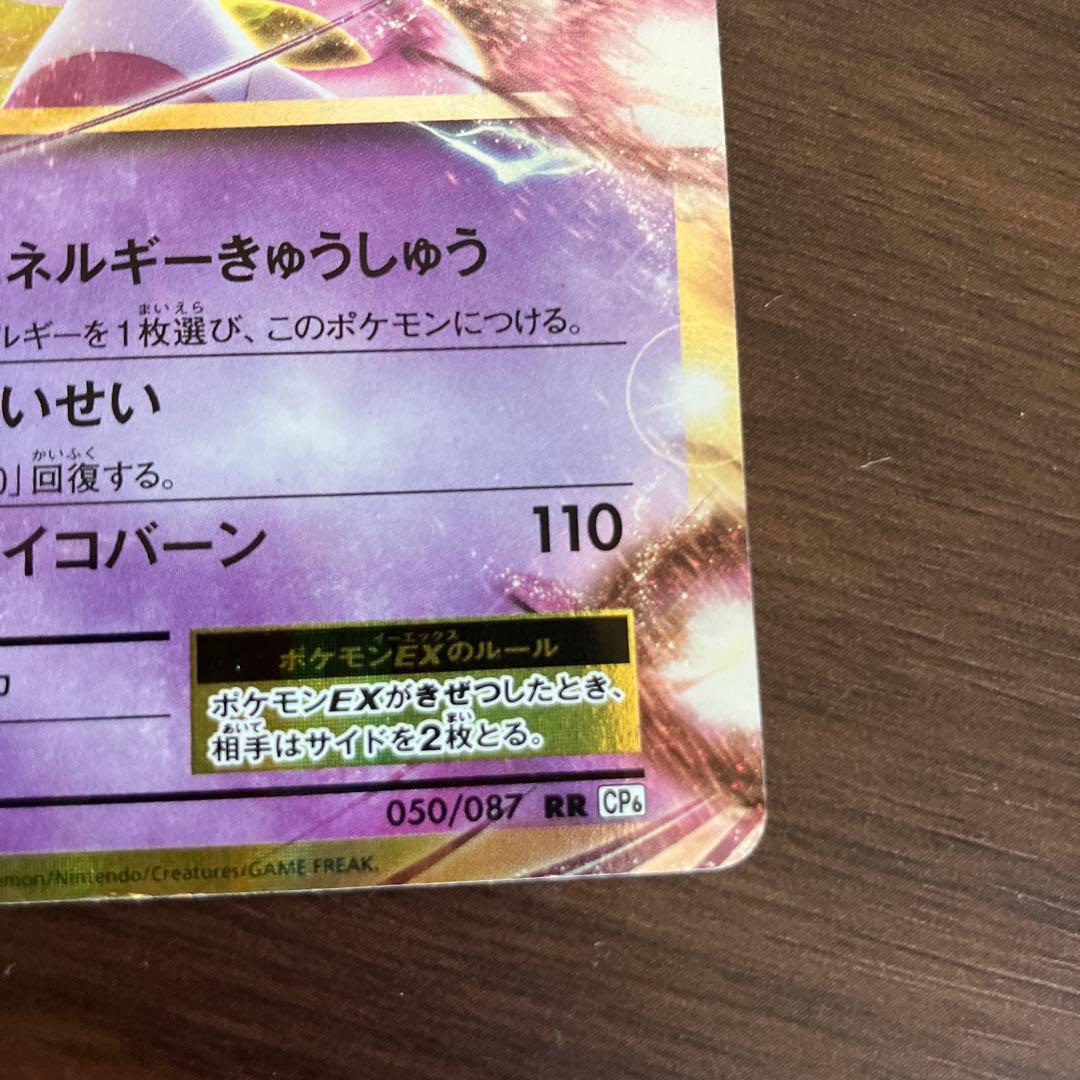 ネルギーきゅうしゅう
まいえら
ルギーを1枚選び、このポケモンにつける。
いせい
かいふく
0」回復する。
イコバーン 110
イーエックス
ポケモンEXのルール
ポケモンEXがきぜつしたとき、
あいて まい
相手はサイドを2枚とる。
050/087 RR CP6
emon/Nintendo/Creatures/GAME FREAK.